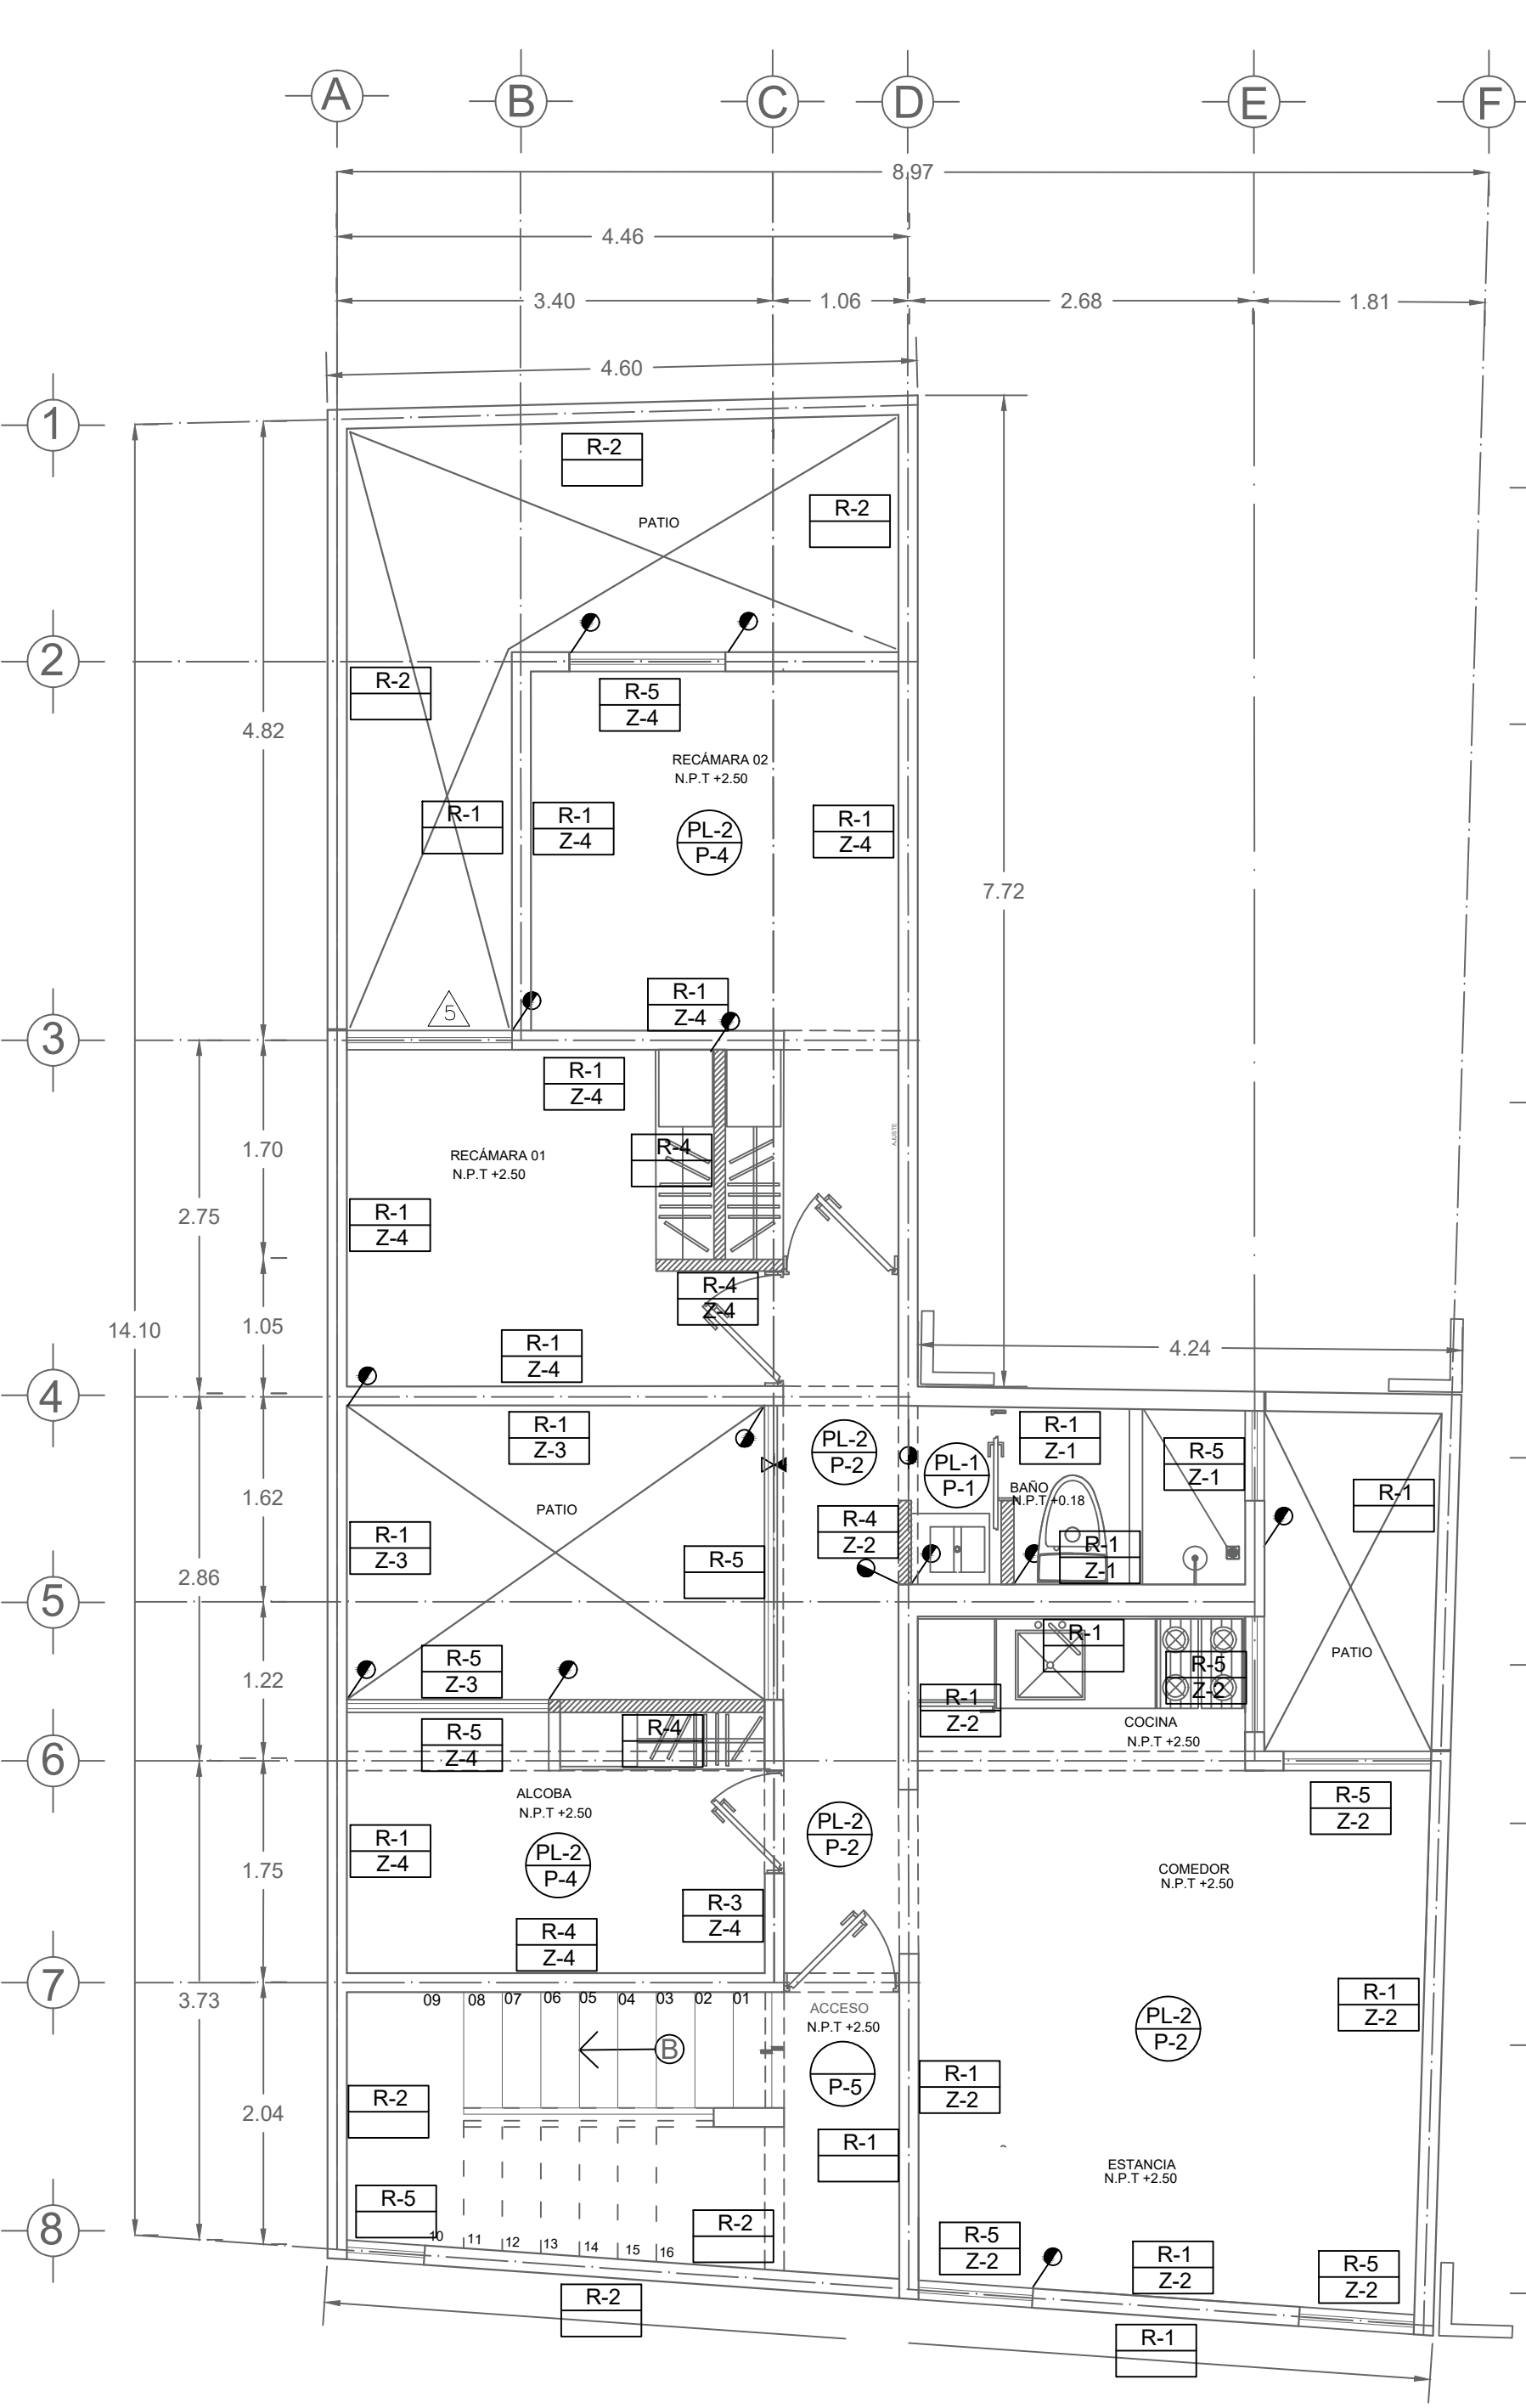 A
B
C
D
E
F
8.97
4.46
3.40
1.06
2.68
1.81
4.60
1
R-2
R-2
PATIO
2
R-2
R-5
Z-4
4.82
RECÁMARA 02
N.P.T +2.50
R-1
R-1
Z-4
PL-2
P-4
R-1
Z-4
7.72
R-1
Z-4
5
3
R-1
Z-4
AJUSTE
1.70
RECÁMARA 01
N.P.T +2.50
R-4
2.75
R-1
Z-4
R-4
Z-4
14.10
1.05
R-1
Z-4
4.24
4
R-1
Z-3
PL-2
P-2
PL-1
P-1
R-1
Z-1
R-5
Z-1
BAÑO
N.P.T +0.18
R-1
1.62
PATIO
R-4
Z-2
R-1
Z-3
R-5
R-1
Z-1
2.86
5
1.22
R-5
Z-3
R-1
R-5
Z-2
PATIO
R-1
Z-2
R-5
Z-4
R-4
COCINA
N.P.T +2.50
6
ALCOBA
N.P.T +2.50
R-5
Z-2
PL-2
P-2
R-1
Z-4
PL-2
P-4
1.75
COMEDOR
N.P.T +2.50
R-3
Z-4
R-4
Z-4
7
3.73
09
08
07
06
05
04
03
02
01
ACCESO
N.P.T +2.50
R-1
Z-2
PL-2
P-2
B
P-5
R-1
Z-2
2.04
R-2
R-1
ESTANCIA
N.P.T +2.50
R-5
R-2
8
10
11
12
13
14
15
16
R-5
Z-2
R-1
Z-2
R-5
Z-2
R-2
R-1